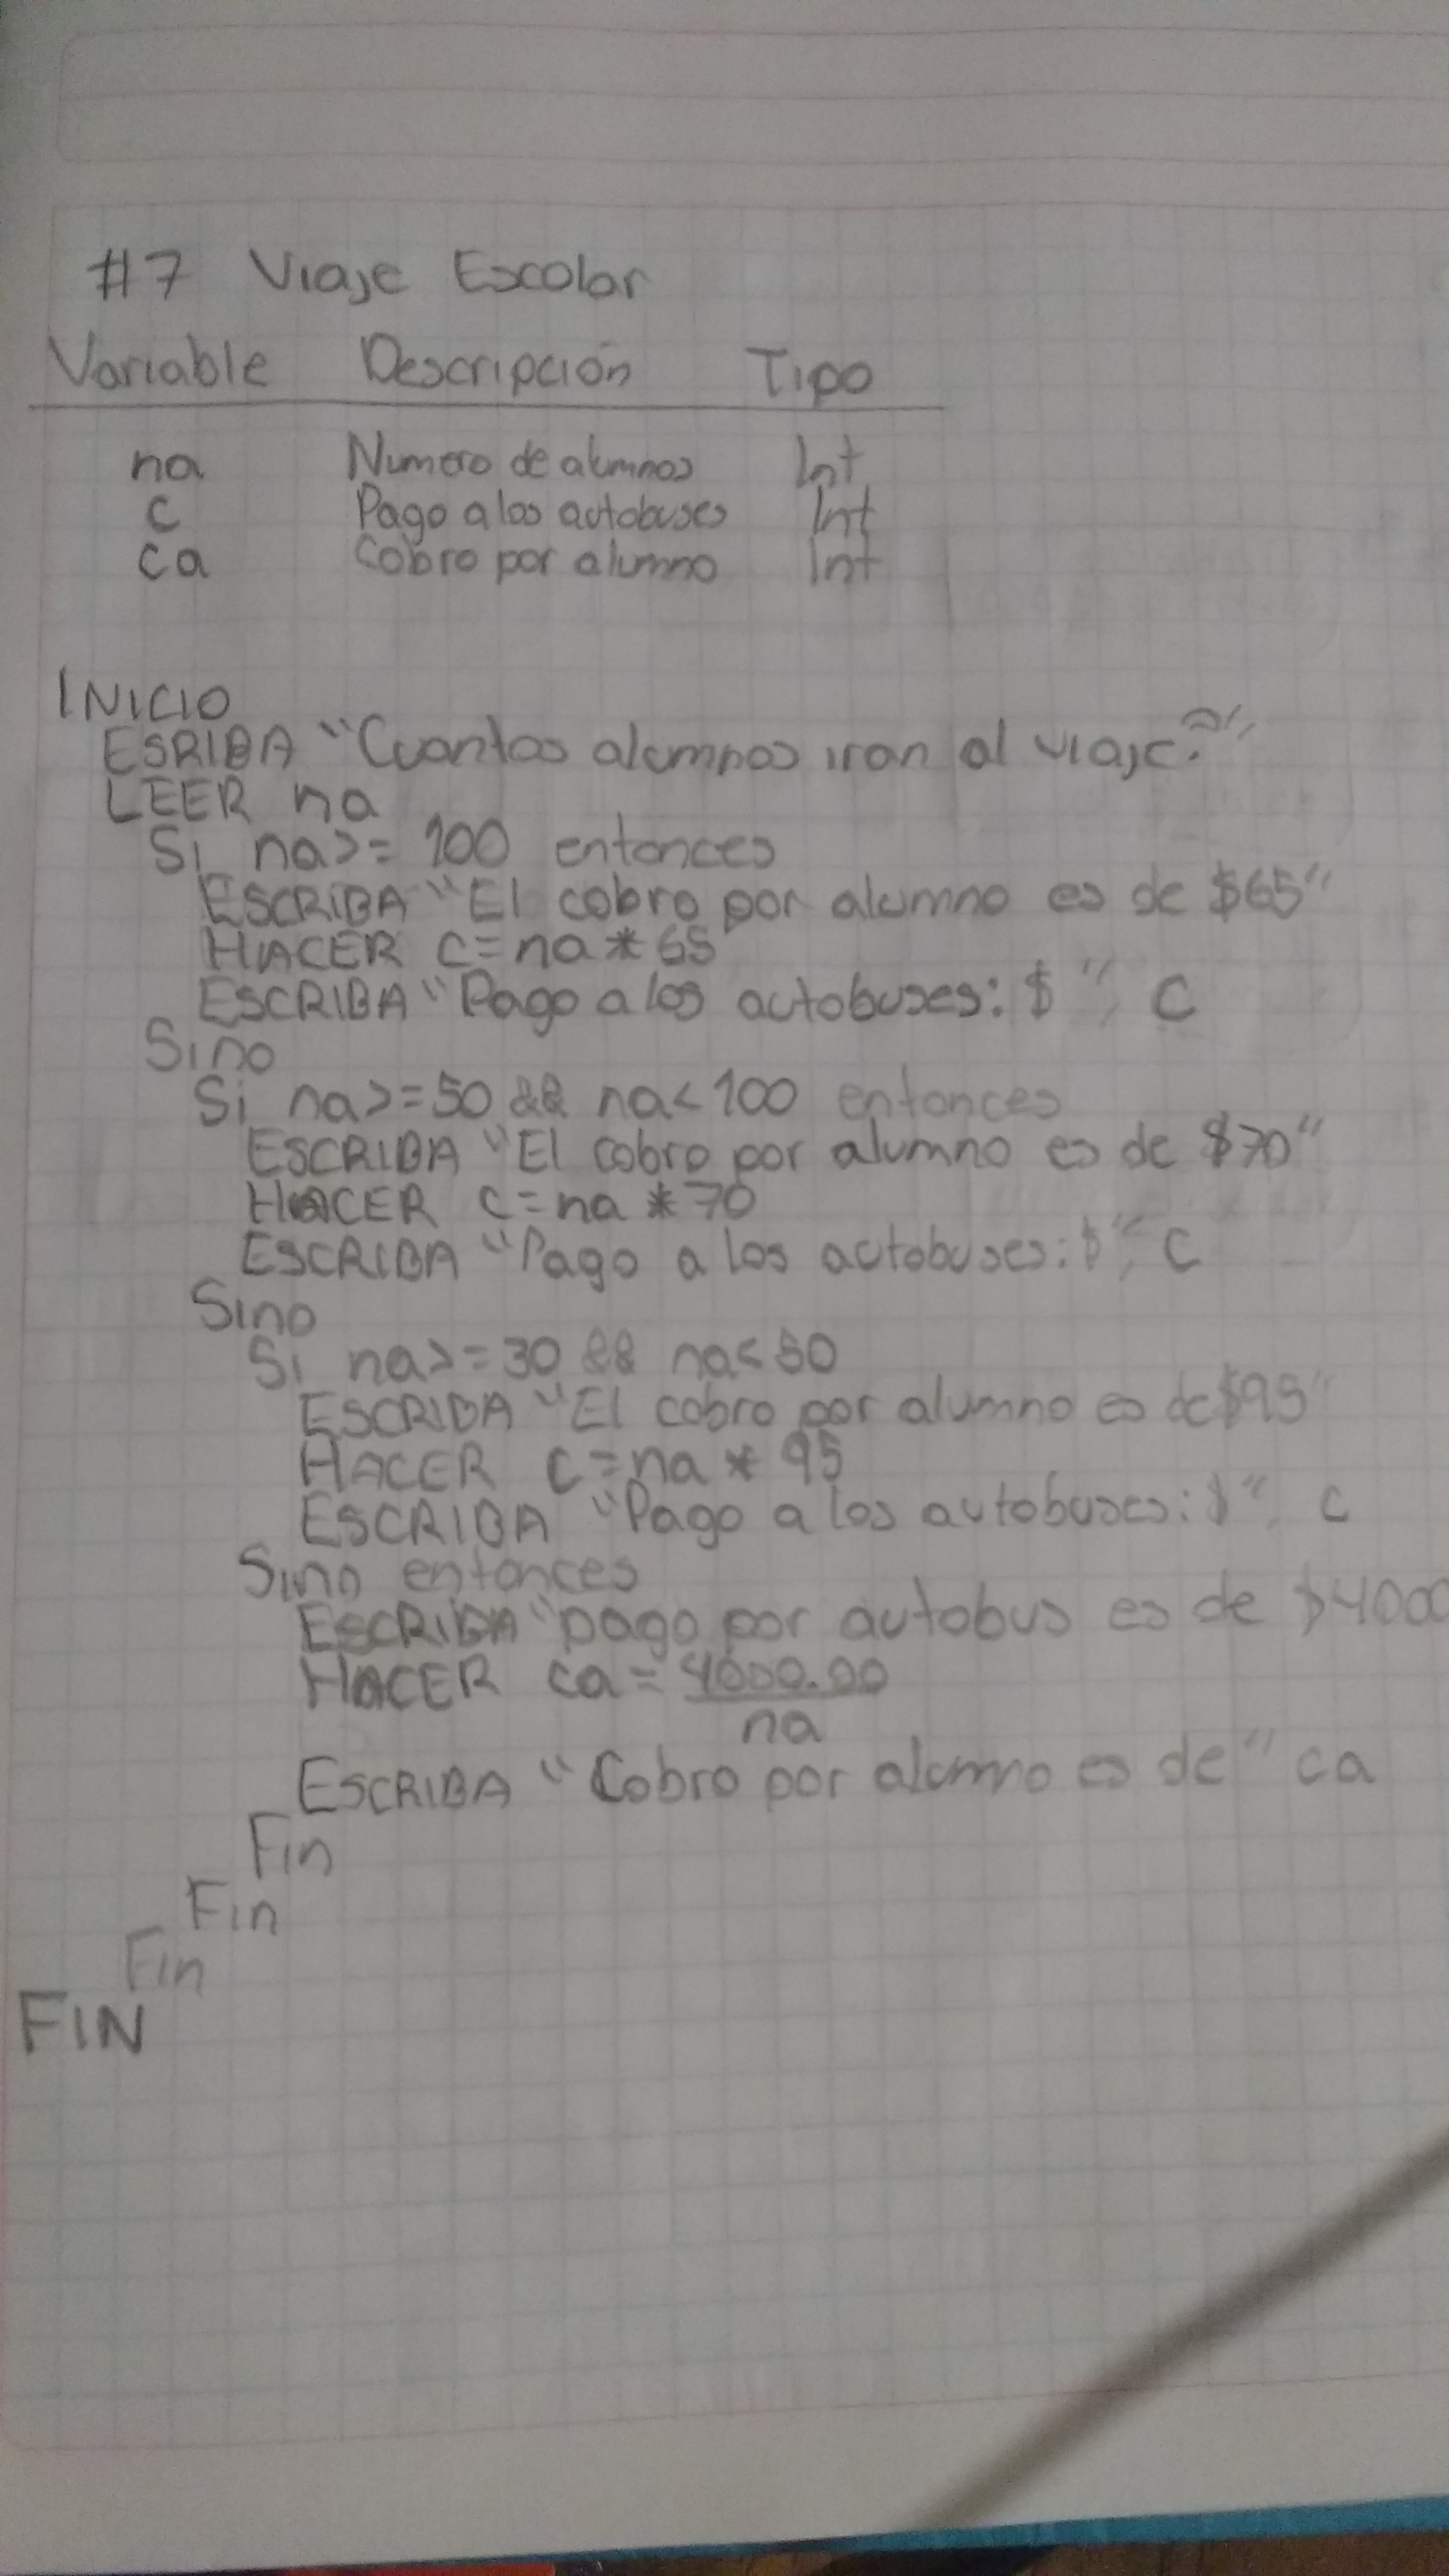 #7 Viaje Escolar
Variable Descripción Tipo
na Numero de alumnos Int
c Pago a los autobuses Int
ca Cobro por alumno Int
INICIO
ESRIBA "Cuantos alumnos iran al viaje?",
LEER na
Si na>= 100 entonces
ESCRIBA "El cobro por alumno es de $65"
HACER c=na*65
ESCRIBA "Pago a los autobuses: $ ", c
Sino
Si na>=50 && na<100 entonces
ESCRIBA "El cobro por alumno es de $70"
HACER c=na*70
ESCRIBA "Pago a los autobuses: $", c
Sino
Si na>=30 && na<50
ESCRIBA "El cobro por alumno es de $95"
HACER c=na*95
ESCRIBA "Pago a los autobuses: $", c
Sino entonces
ESCRIBA "pago por autobus es de $4000
HACER ca=4000.00
na
ESCRIBA "Cobro por alumno es de" ca
Fin
Fin
Fin
FIN